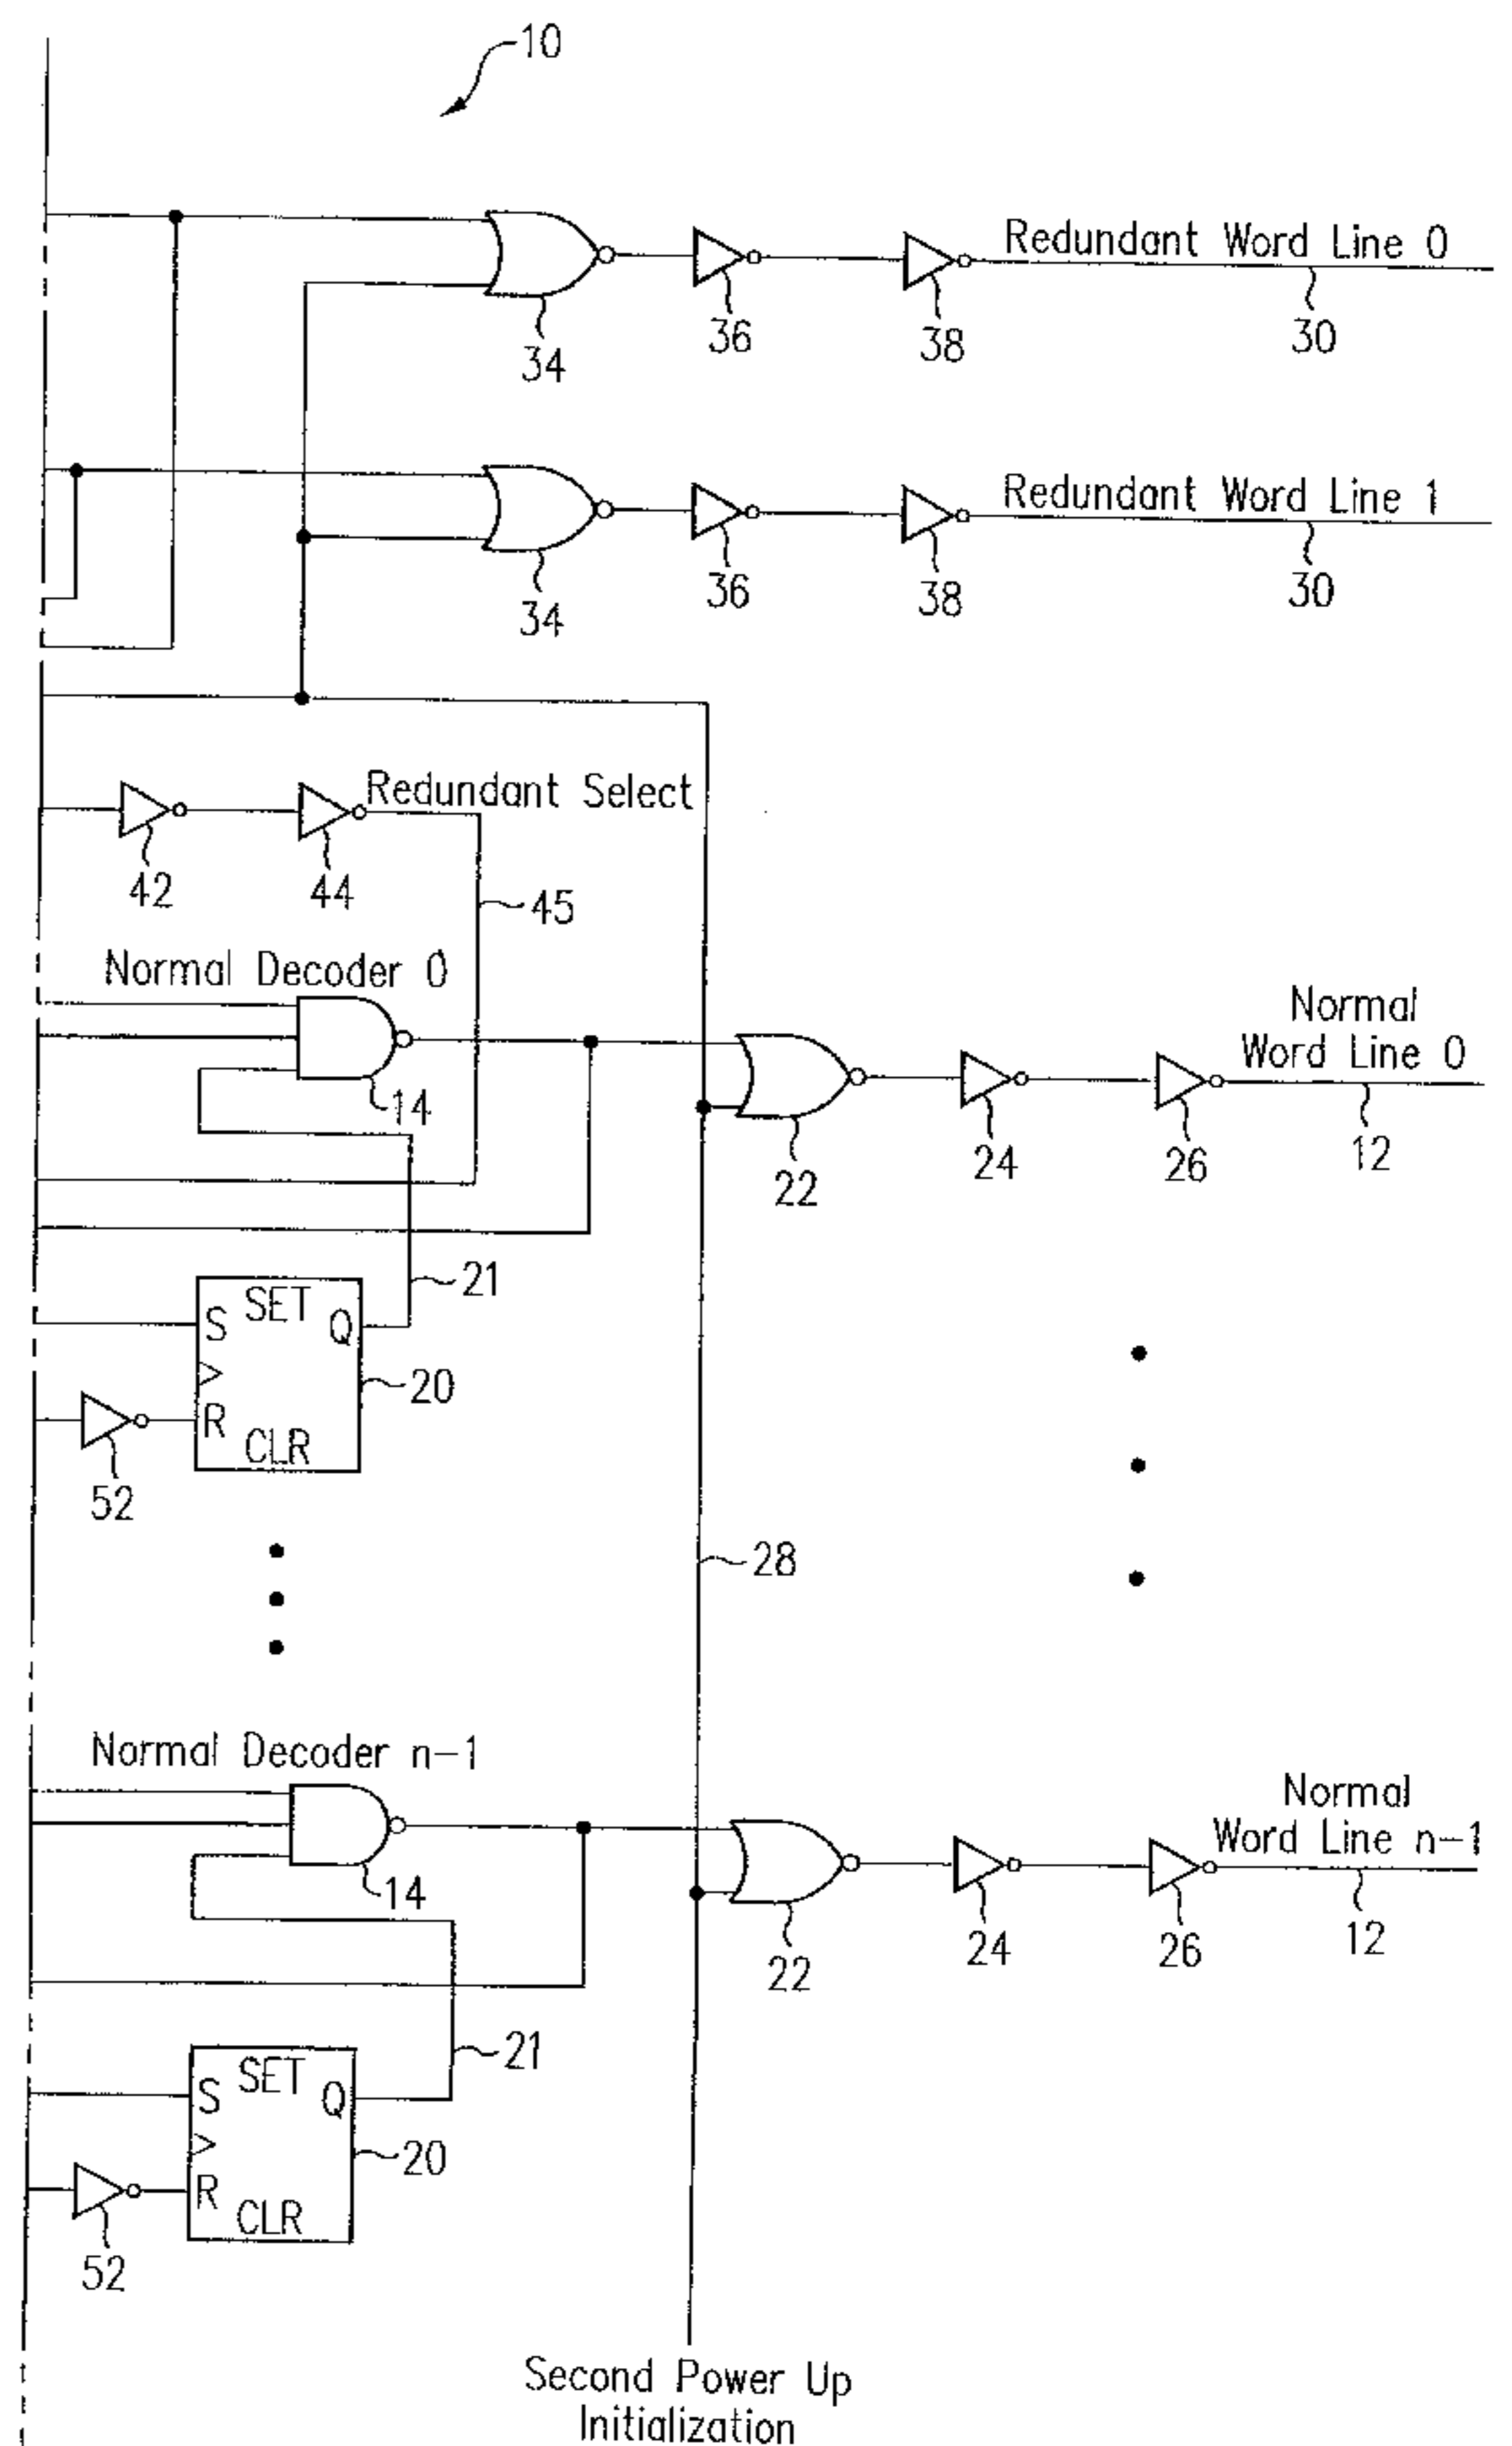 10
Redundant Word Line 0
34
36
38
30
Redundant Word Line 1
34
36
38
30
Redundant Select
42
44
45
Normal Decoder 0
14
Normal
Word Line 0
22
24
26
12
21
SET
S
Q
20
R
CLR
52
28
Normal Decoder n-1
14
Normal
Word Line n-1
22
24
26
12
21
SET
S
Q
20
R
CLR
52
Second Power Up
Initialization